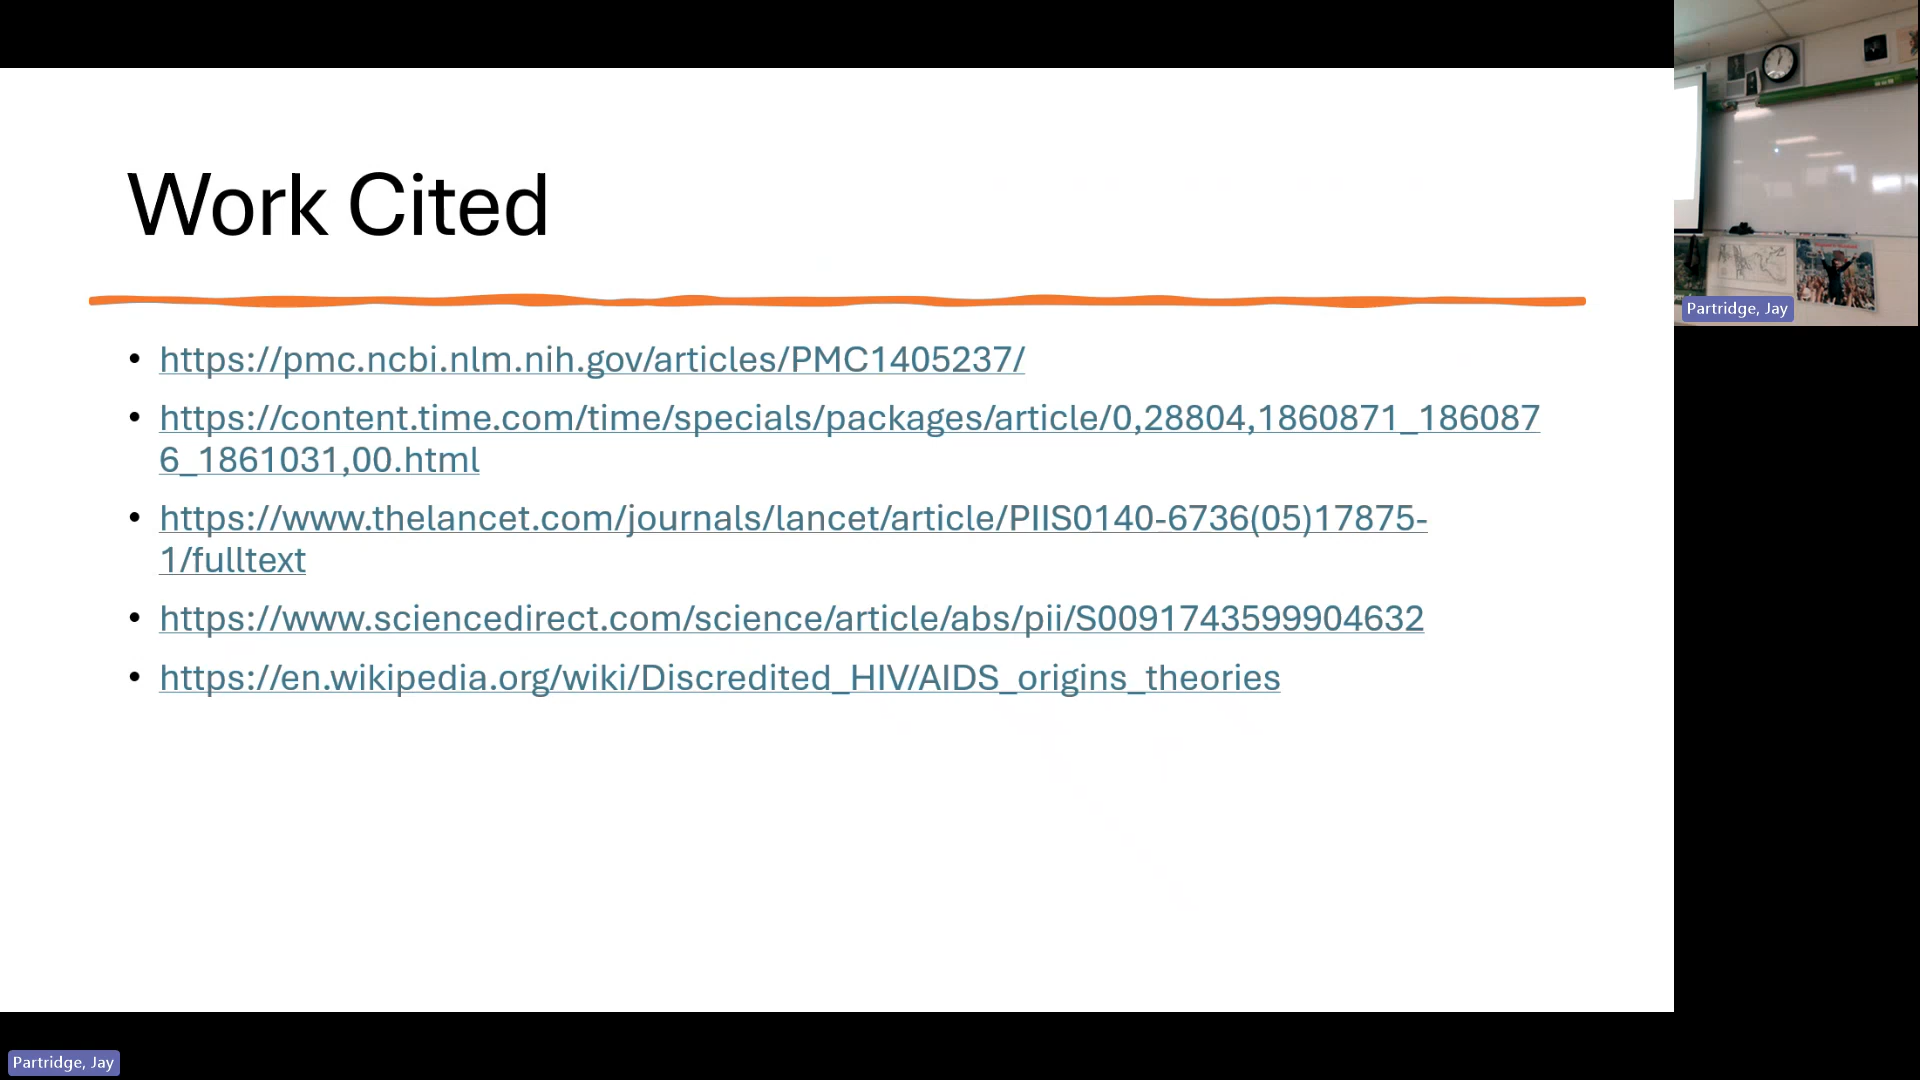 Work Cited
• https://pmc.ncbi.nlm.nih.gov/articles/PMC1405237/
• https://content.time.com/time/specials/packages/article/0,28804,1860871_186087
6_1861031,00.html
• https://www.thelancet.com/journals/lancet/article/PIIS0140-6736(05)17875-
1/fulltext
• https://www.sciencedirect.com/science/article/abs/pii/S0091743599904632
• https://en.wikipedia.org/wiki/Discredited_HIV/AIDS_origins_theories
Partridge, Jay
Partridge, Jay